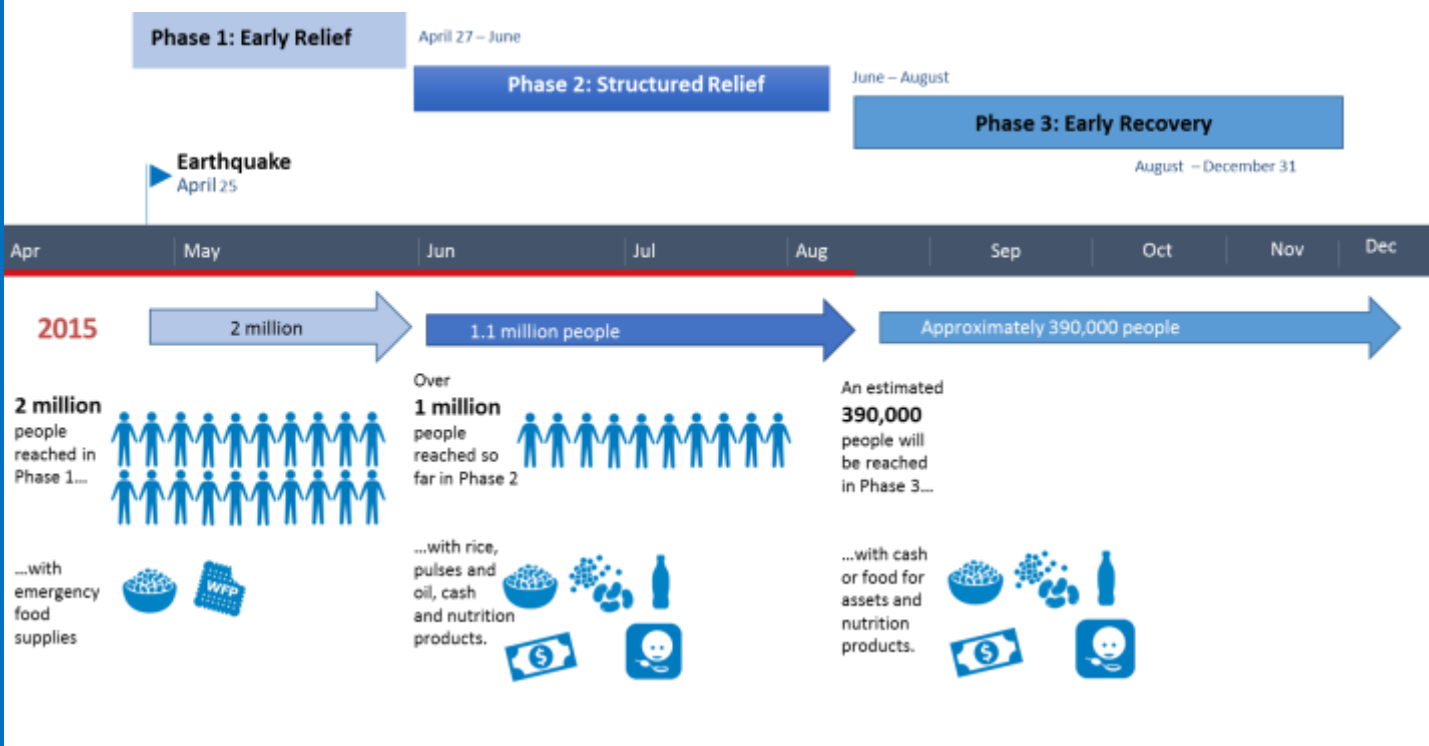 Phase 1: Early Relief
April 27 – June
Phase 2: Structured Relief
June – August
Phase 3: Early Recovery
August – December 31
Earthquake
April 25
Apr
May
Jun
Jul
Aug
Sep
Oct
Nov
Dec
2015
2 million
1.1 million people
Approximately 390,000 people
2 million
people
reached in
Phase 1...
Over
1 million
people
reached so
far in Phase 2
An estimated
390,000
people will
be reached
in Phase 3...
...with
emergency
food
supplies
WFP
...with rice,
pulses and
oil, cash
and nutrition
products.
$
...with cash
or food for
assets and
nutrition
products.
$